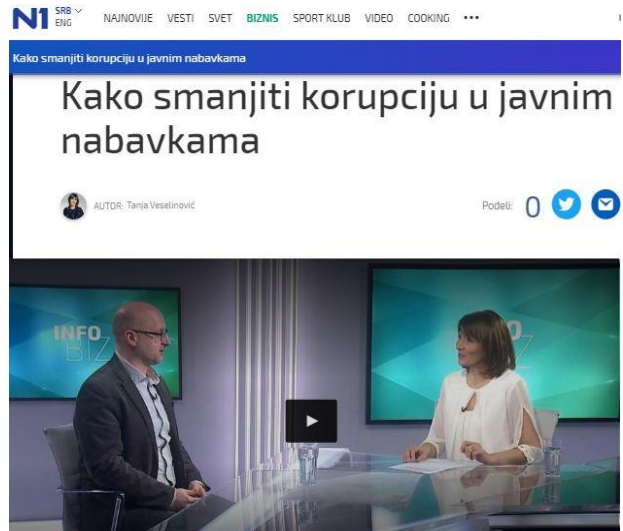 N1 SRB
ENG
NAJNOVIJE VESTI SVET BIZNIS SPORT KLUB VIDEO COOKING •••
Kako smanjiti korupciju u javnim nabavkama
Kako smanjiti korupciju u javnim
nabavkama
AUTOR: Tanja Veselinović
Podeli: 0
INFO
BIZ